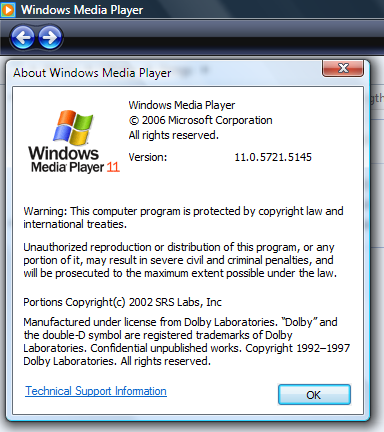 Windows Media Player
About Windows Media Player
Windows Media Player
© 2006 Microsoft Corporation
All rights reserved.
Version: 11.0.5721.5145
Windows
Media Player 11
Warning: This computer program is protected by copyright law and
international treaties.
Unauthorized reproduction or distribution of this program, or any
portion of it, may result in severe civil and criminal penalties, and
will be prosecuted to the maximum extent possible under the law.
Portions Copyright(c) 2002 SRS Labs, Inc
Manufactured under license from Dolby Laboratories. “Dolby” and
the double-D symbol are registered trademarks of Dolby
Laboratories. Confidential unpublished works. Copyright 1992–1997
Dolby Laboratories. All rights reserved.
Technical Support Information
OK